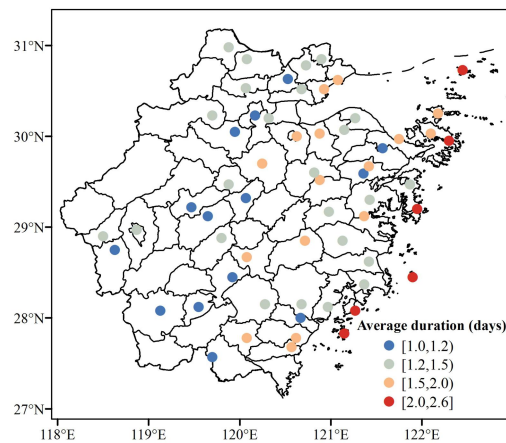 31°N
30°N
29°N
28°N
27°N
Average duration (days)
[1.0,1.2)
[1.2,1.5)
[1.5,2.0)
[2.0,2.6]
118°E 119°E 120°E 121°E 122°E